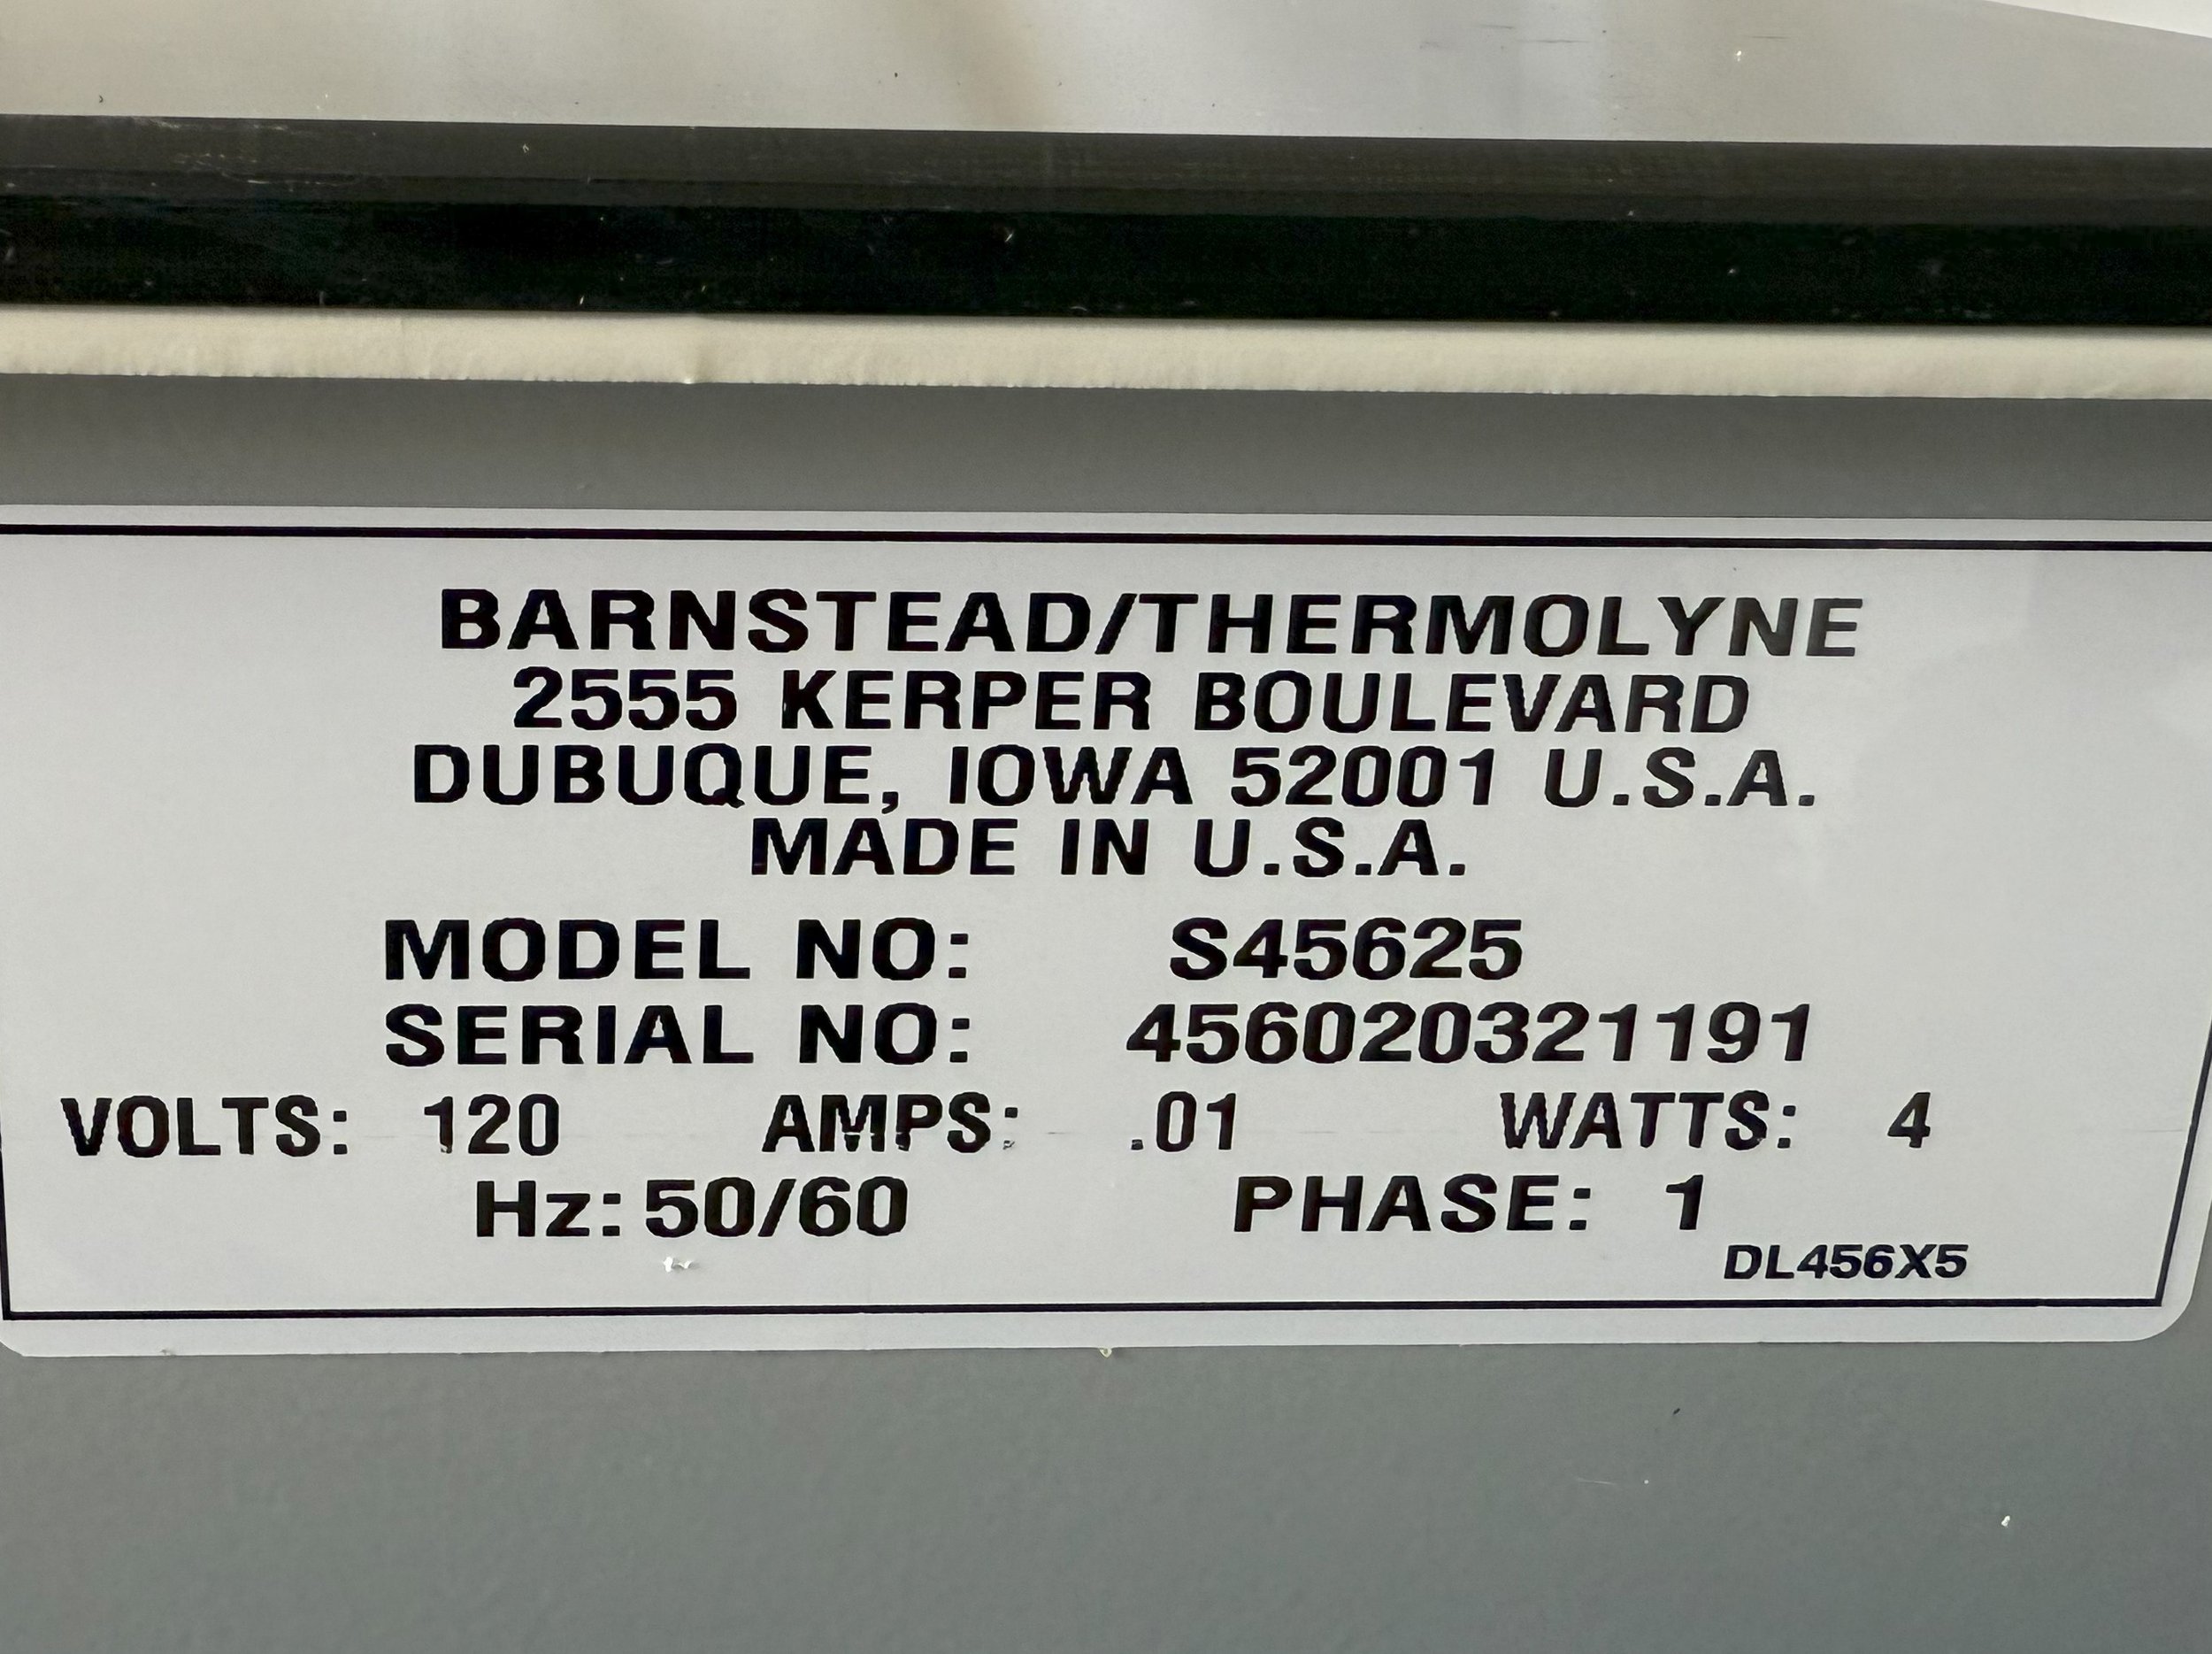 BARNSTEAD/THERMOLYNE
2555 KERPER BOULEVARD
DUBUQUE, IOWA 52001 U.S.A.
MADE IN U.S.A.
MODEL NO: S45625
SERIAL NO: 456020321191
VOLTS: 120 AMPS: .01 WATTS: 4
Hz: 50/60 PHASE: 1
DL456X5